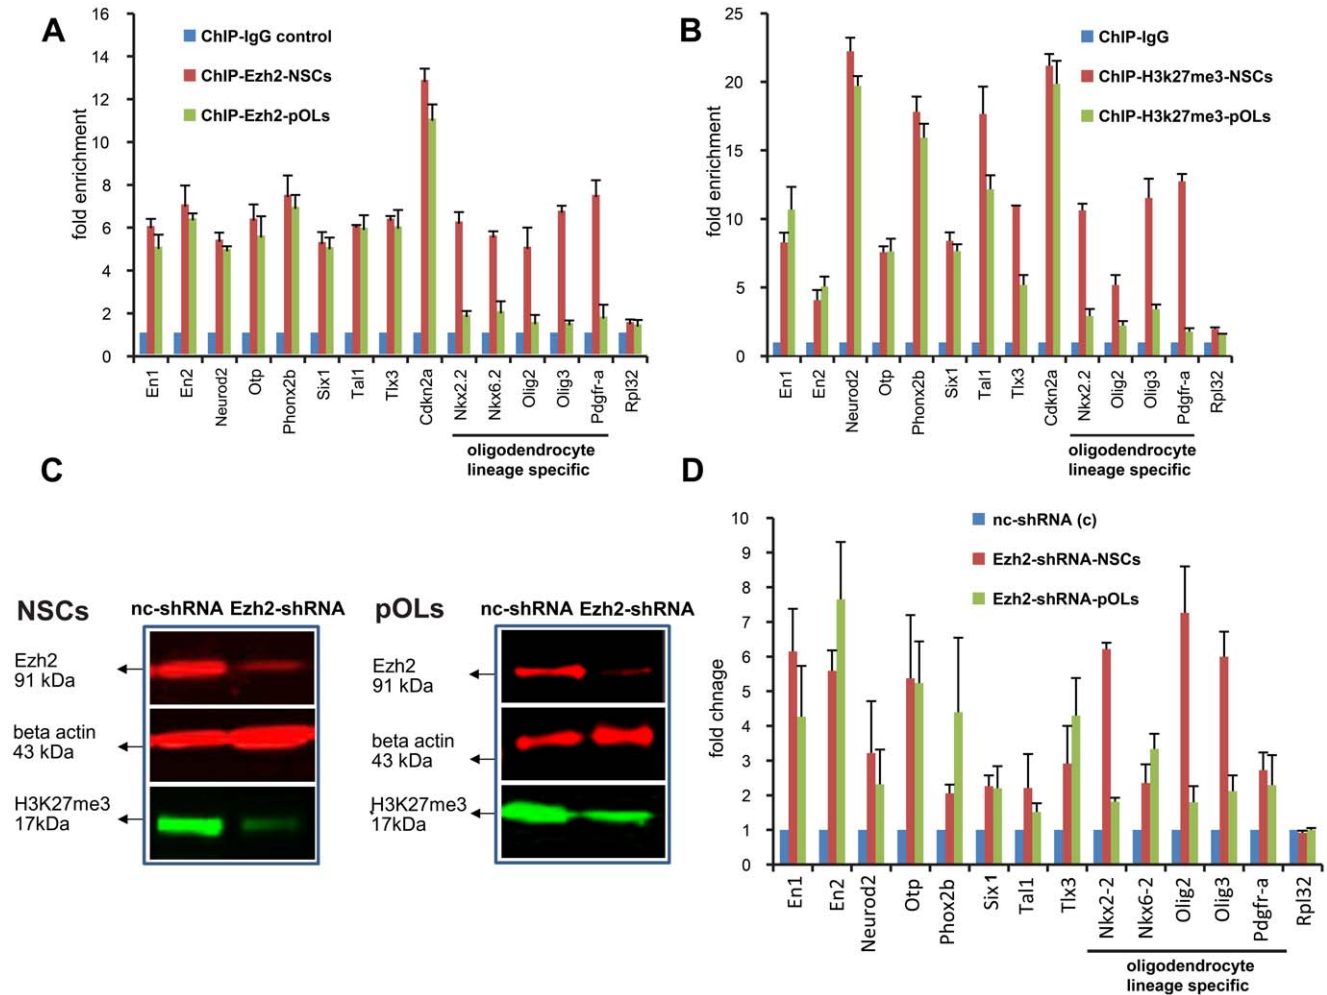 A
16
14
12
10
8
6
4
2
0
fold enrichment
ChIP-IgG control
ChIP-Ezh2-NSCs
ChIP-Ezh2-pOLs
En1
En2
Neurod2
Otp
Phonx2b
Six1
Tal1
Tlx3
Cdkn2a
Nkx2.2
Nkx6.2
Olig2
Olig3
Pdgfr-a
Rpl32
oligodendrocyte
lineage specific
B
25
20
15
10
5
0
fold enrichment
ChIP-IgG
ChIP-H3k27me3-NSCs
ChIP-H3k27me3-pOLs
En1
En2
Neurod2
Otp
Phonx2b
Six1
Tal1
Tlx3
Cdkn2a
Nkx2.2
Olig2
Olig3
Pdgfr-a
Rpl32
oligodendrocyte
lineage specific
C
NSCs
nc-shRNA Ezh2-shRNA
Ezh2
91 kDa
beta actin
43 kDa
H3K27me3
17kDa
pOLs
nc-shRNA Ezh2-shRNA
Ezh2
91 kDa
beta actin
43 kDa
H3K27me3
17kDa
D
10
9
8
7
6
5
4
3
2
1
0
fold chnage
nc-shRNA (c)
Ezh2-shRNA-NSCs
Ezh2-shRNA-pOLs
En1
En2
Neurod2
Otp
Phox2b
Six1
Tal1
Tlx3
Nkx2-2
Nkx6-2
Olig2
Olig3
Pdgfr-a
Rpl32
oligodendrocyte
lineage specific